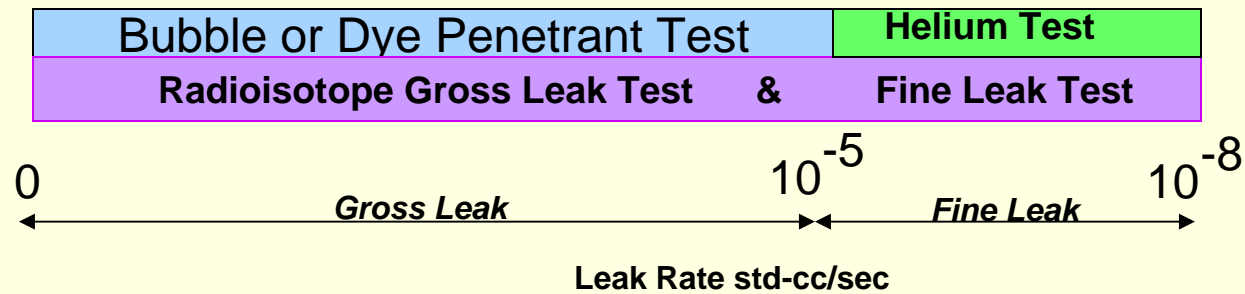 Bubble or Dye Penetrant Test Helium Test
Radioisotope Gross Leak Test & Fine Leak Test
0 10^-5 10^-8
Gross Leak Fine Leak
Leak Rate std-cc/sec